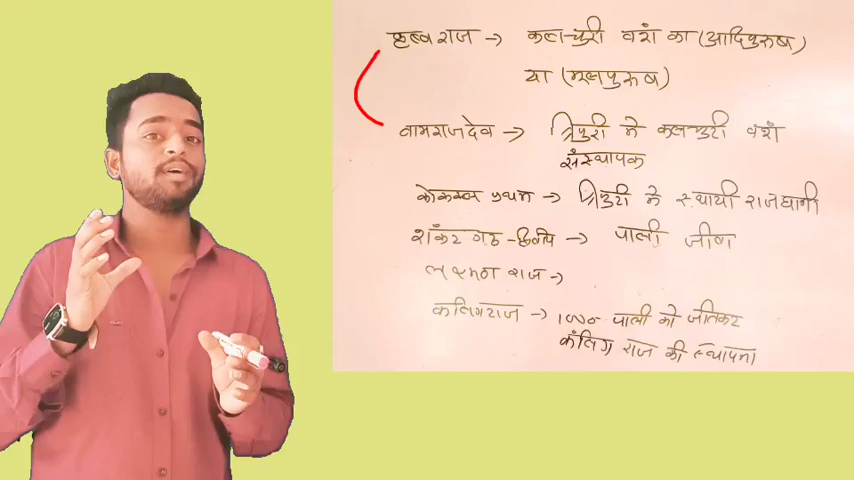 कृष्णराज → कलचुरी वंश का (आदिपुरुष)
या (मूलपुरुष)
वामराजदेव → त्रिपुरी मे कलचुरी वंश
संस्थापक
कोकल्ल प्रथम → त्रिपुरी मे स्थायी राजधानी
शंकर गण-द्वितीय → पाली जीता
लक्ष्मण राज →
कलिंगराज → 1000 पाली को जीतकर
कलिंग राज की स्थापना